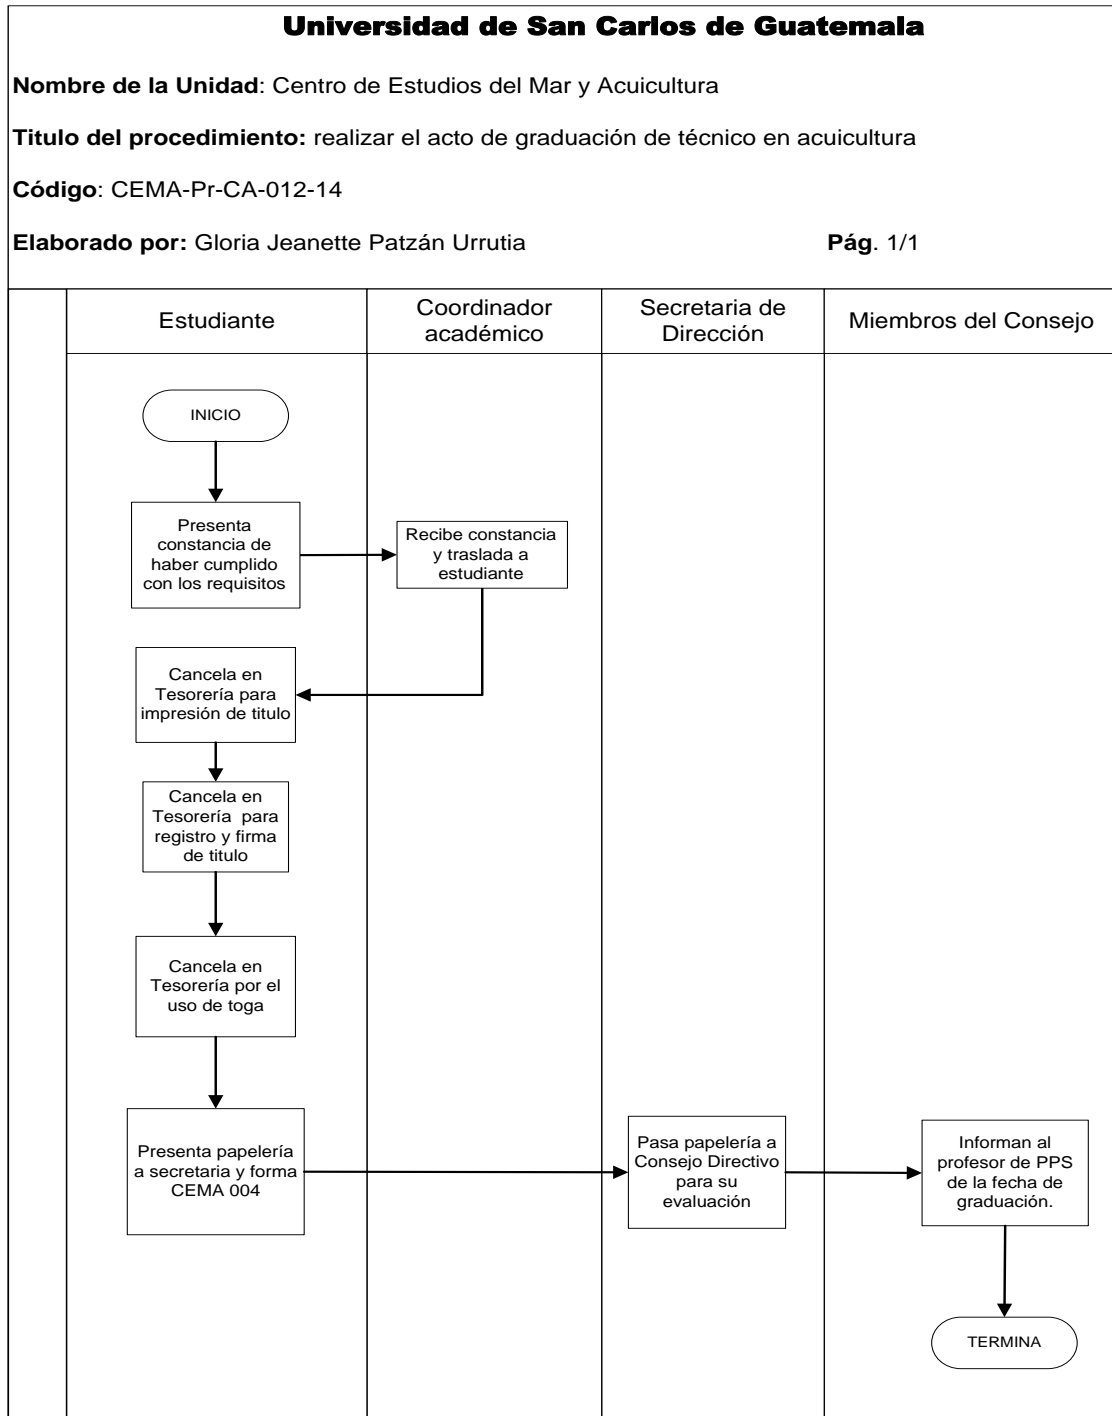 Universidad de San Carlos de Guatemala
Nombre de la Unidad: Centro de Estudios del Mar y Acuicultura
Titulo del procedimiento: realizar el acto de graduación de técnico en acuicultura
Código: CEMA-Pr-CA-012-14
Elaborado por: Gloria Jeanette Patzán Urrutia Pág. 1/1
Estudiante
Coordinador
académico
Secretaria de
Dirección
Miembros del Consejo
INICIO
Presenta
constancia de
haber cumplido
con los requisitos
Recibe constancia
y traslada a
estudiante
Cancela en
Tesorería para
impresión de titulo
Cancela en
Tesorería para
registro y firma
de titulo
Cancela en
Tesorería por el
uso de toga
Presenta papelería
a secretaria y forma
CEMA 004
Pasa papelería a
Consejo Directivo
para su
evaluación
Informan al
profesor de PPS
de la fecha de
graduación.
TERMINA